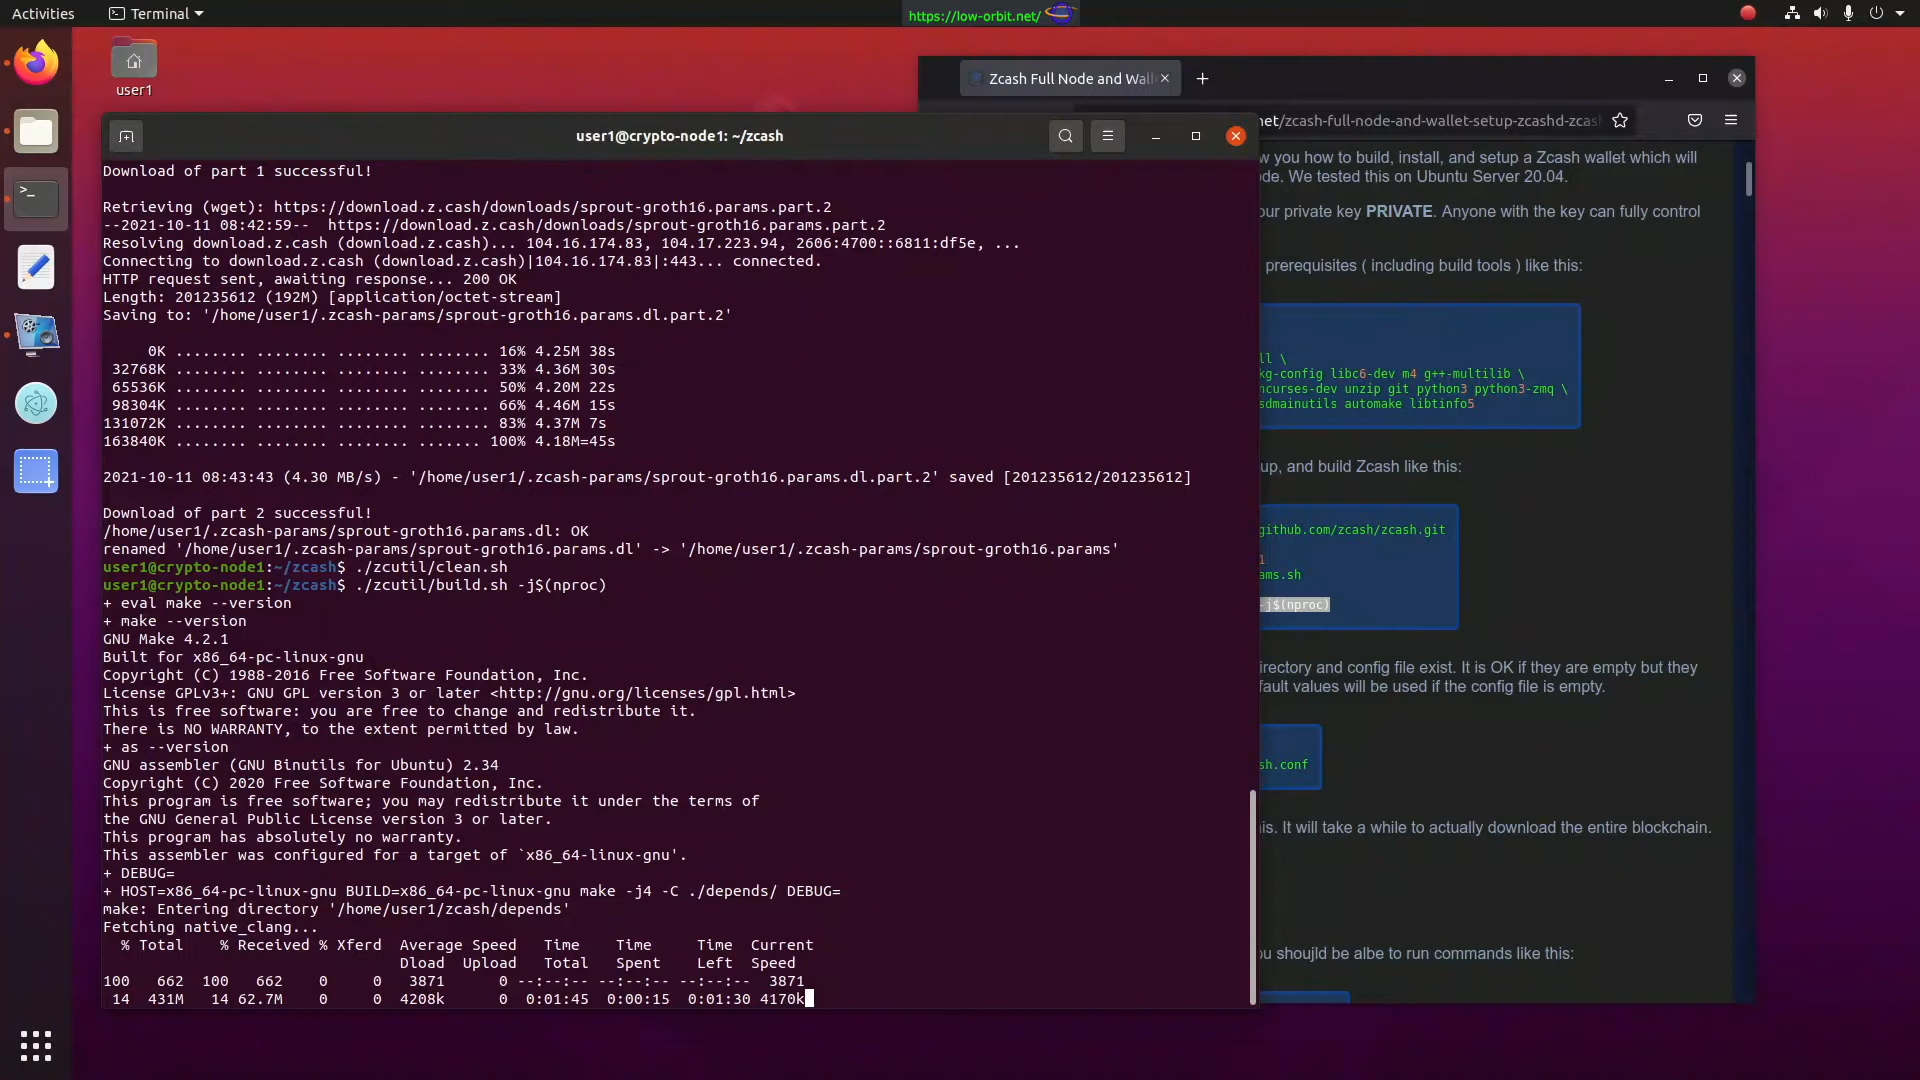 Activities
Terminal
https://low-orbit.net/
user1
Zcash Full Node and Wall
net/zcash-full-node-and-wallet-setup-zcashd-zcash
user1@crypto-node1: ~/zcash
Download of part 1 successful!
Retrieving (wget): https://download.z.cash/downloads/sprout-groth16.params.part.2
--2021-10-11 08:42:59--  https://download.z.cash/downloads/sprout-groth16.params.part.2
Resolving download.z.cash (download.z.cash)... 104.16.174.83, 104.17.223.94, 2606:4700::6811:df5e, ...
Connecting to download.z.cash (download.z.cash)|104.16.174.83|:443... connected.
HTTP request sent, awaiting response... 200 OK
Length: 201235612 (192M) [application/octet-stream]
Saving to: '/home/user1/.zcash-params/sprout-groth16.params.dl.part.2'
0K ........ ........ ........ ........ 16% 4.25M 38s
32768K ........ ........ ........ ........ 33% 4.36M 30s
65536K ........ ........ ........ ........ 50% 4.20M 22s
98304K ........ ........ ........ ........ 66% 4.46M 15s
131072K ........ ........ ........ ........ 83% 4.37M 7s
163840K ........ ........ ........ ....... 100% 4.18M=45s
2021-10-11 08:43:43 (4.30 MB/s) - '/home/user1/.zcash-params/sprout-groth16.params.dl.part.2' saved [201235612/201235612]
Download of part 2 successful!
/home/user1/.zcash-params/sprout-groth16.params.dl: OK
renamed '/home/user1/.zcash-params/sprout-groth16.params.dl' -> '/home/user1/.zcash-params/sprout-groth16.params'
user1@crypto-node1:~/zcash$ ./zcutil/clean.sh
user1@crypto-node1:~/zcash$ ./zcutil/build.sh -j$(nproc)
+ eval make --version
+ make --version
GNU Make 4.2.1
Built for x86_64-pc-linux-gnu
Copyright (C) 1988-2016 Free Software Foundation, Inc.
License GPLv3+: GNU GPL version 3 or later <http://gnu.org/licenses/gpl.html>
This is free software: you are free to change and redistribute it.
There is NO WARRANTY, to the extent permitted by law.
+ as --version
GNU assembler (GNU Binutils for Ubuntu) 2.34
Copyright (C) 2020 Free Software Foundation, Inc.
This program is free software; you may redistribute it under the terms of
the GNU General Public License version 3 or later.
This program has absolutely no warranty.
This assembler was configured for a target of `x86_64-linux-gnu'.
+ DEBUG=
+ HOST=x86_64-pc-linux-gnu BUILD=x86_64-pc-linux-gnu make -j4 -C ./depends/ DEBUG=
make: Entering directory '/home/user1/zcash/depends'
Fetching native_clang...
% Total    % Received % Xferd  Average Speed   Time    Time     Time  Current
Dload  Upload   Total   Spent    Left  Speed
100   662  100   662    0     0   3871      0 --:--:-- --:--:-- --:--:--  3871
14  431M   14 62.7M    0     0  4208k      0  0:01:45  0:00:15  0:01:30 4170k
w you how to build, install, and setup a Zcash wallet which will
de. We tested this on Ubuntu Server 20.04.
our private key PRIVATE. Anyone with the key can fully control
prerequisites ( including build tools ) like this:
ll \
kg-config libc6-dev m4 g++-multilib \
ncurses-dev unzip git python3 python3-zmq \
sdmainutils automake libtinfo5
up, and build Zcash like this:
github.com/zcash/zcash.git
1
ams.sh
-j$(nproc)
irectory and config file exist. It is OK if they are empty but they
fault values will be used if the config file is empty.
sh.conf
is. It will take a while to actually download the entire blockchain.
ou shoujld be albe to run commands like this: